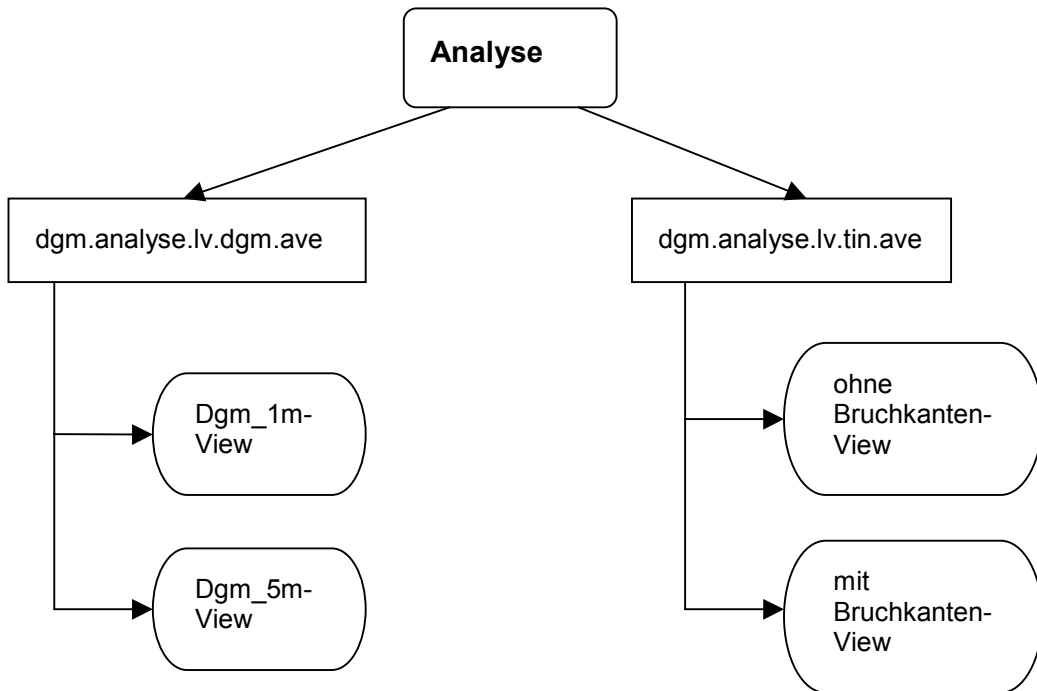 Analyse
dgm.analyse.lv.dgm.ave
dgm.analyse.lv.tin.ave
Dgm_1m-
View
ohne
Bruchkanten-
View
Dgm_5m-
View
mit
Bruchkanten-
View